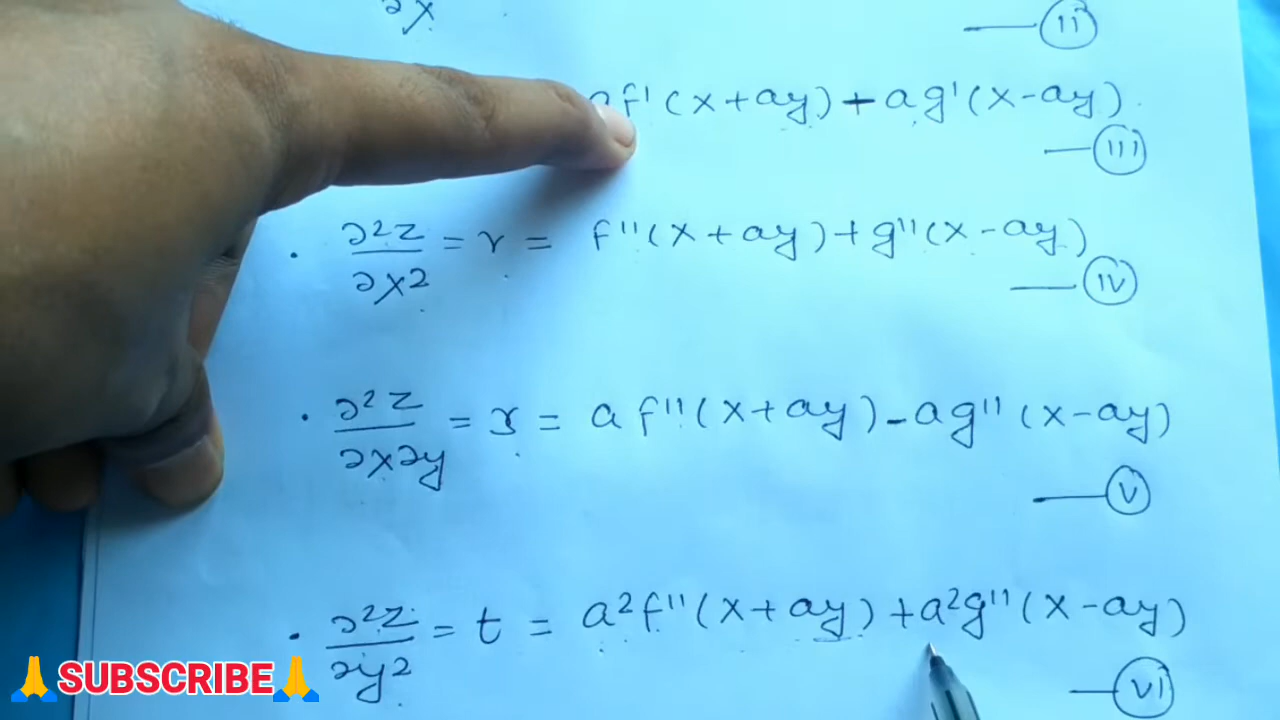 ∂x
(ii)
af'(x+ay)+ag'(x-ay)
(iii)
. ∂²z/∂x² = r = f''(x+ay)+g''(x-ay)
(iv)
. ∂²z/∂x∂y = s = af''(x+ay)-ag''(x-ay)
(v)
. ∂²z/∂y² = t = a²f''(x+ay)+a²g''(x-ay)
🙏SUBSCRIBE🙏
(vi)